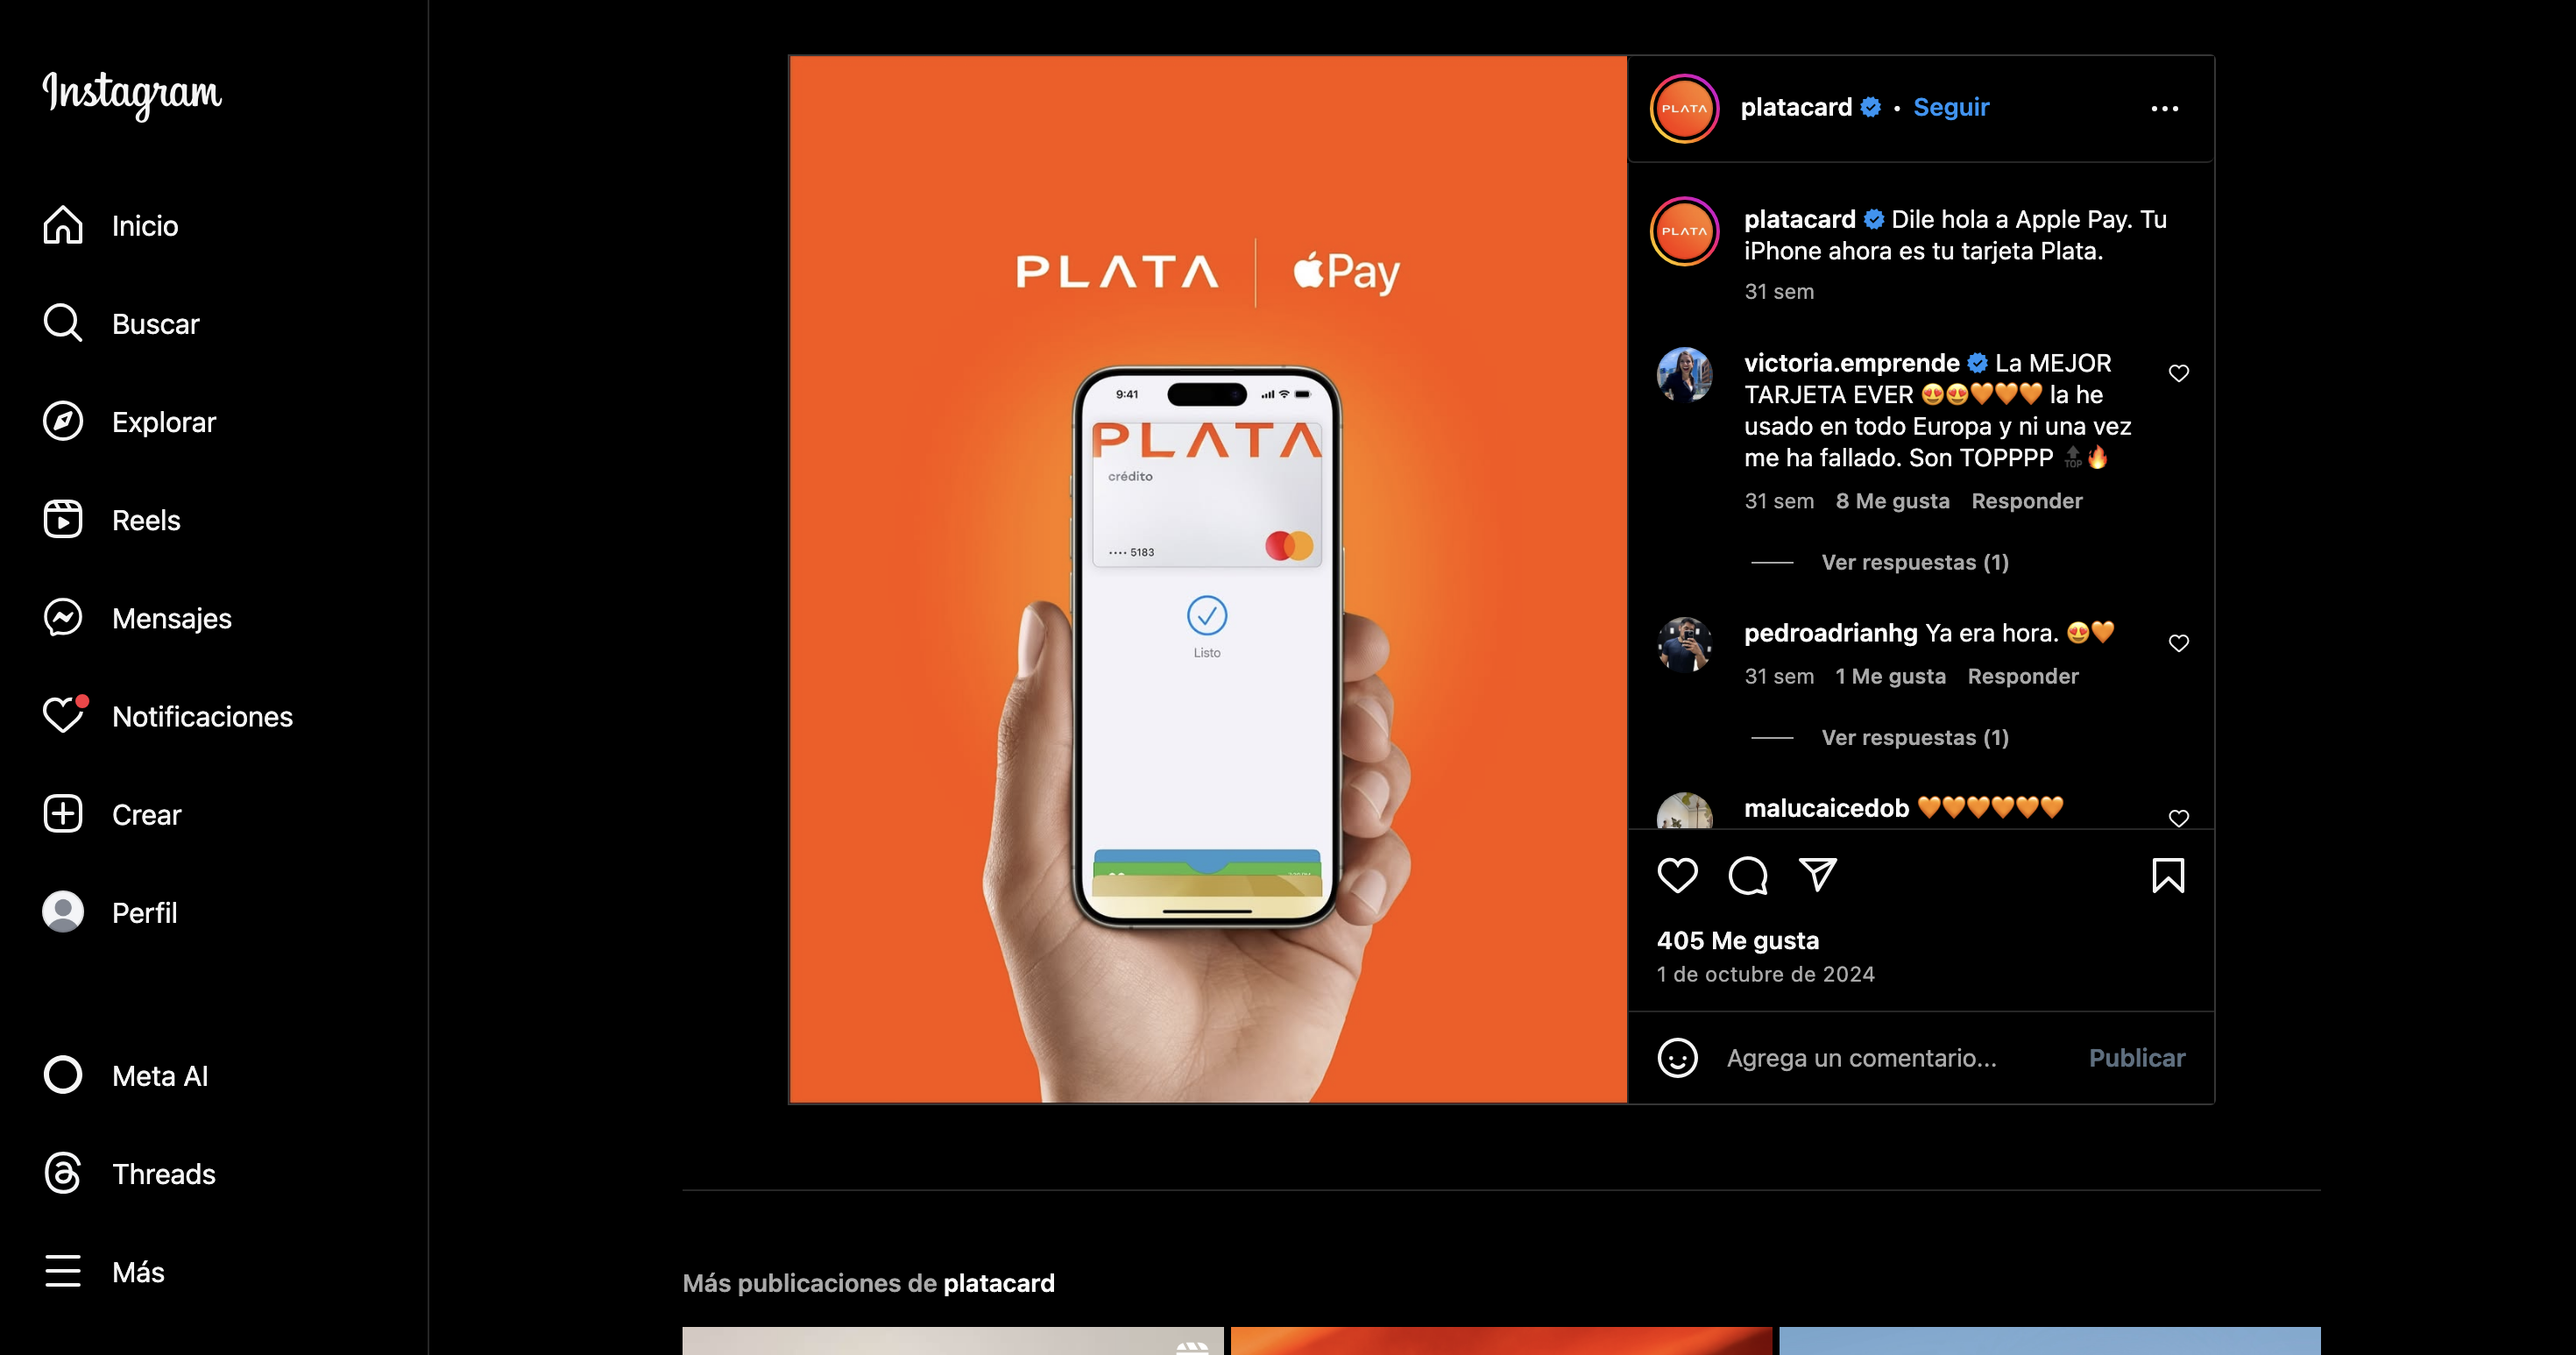 Instagram
Inicio
Buscar
Explorar
Reels
Mensajes
Notificaciones
Crear
Perfil
Meta AI
Threads
Más
PLATA
Pay
9:41
PLATA
crédito
•••• 5183
Listo
PLATA
platacard • Seguir
PLATA
platacard Dile hola a Apple Pay. Tu
iPhone ahora es tu tarjeta Plata.
31 sem
victoria.emprende La MEJOR
TARJETA EVER 😍😍🧡🧡🧡 la he
usado en todo Europa y ni una vez
me ha fallado. Son TOPPPP 🔝🔥
31 sem 8 Me gusta Responder
Ver respuestas (1)
pedroadrianhg Ya era hora. 😍🧡
31 sem 1 Me gusta Responder
Ver respuestas (1)
malucaicedob 🧡🧡🧡🧡🧡🧡
405 Me gusta
1 de octubre de 2024
Agrega un comentario... Publicar
Más publicaciones de platacard